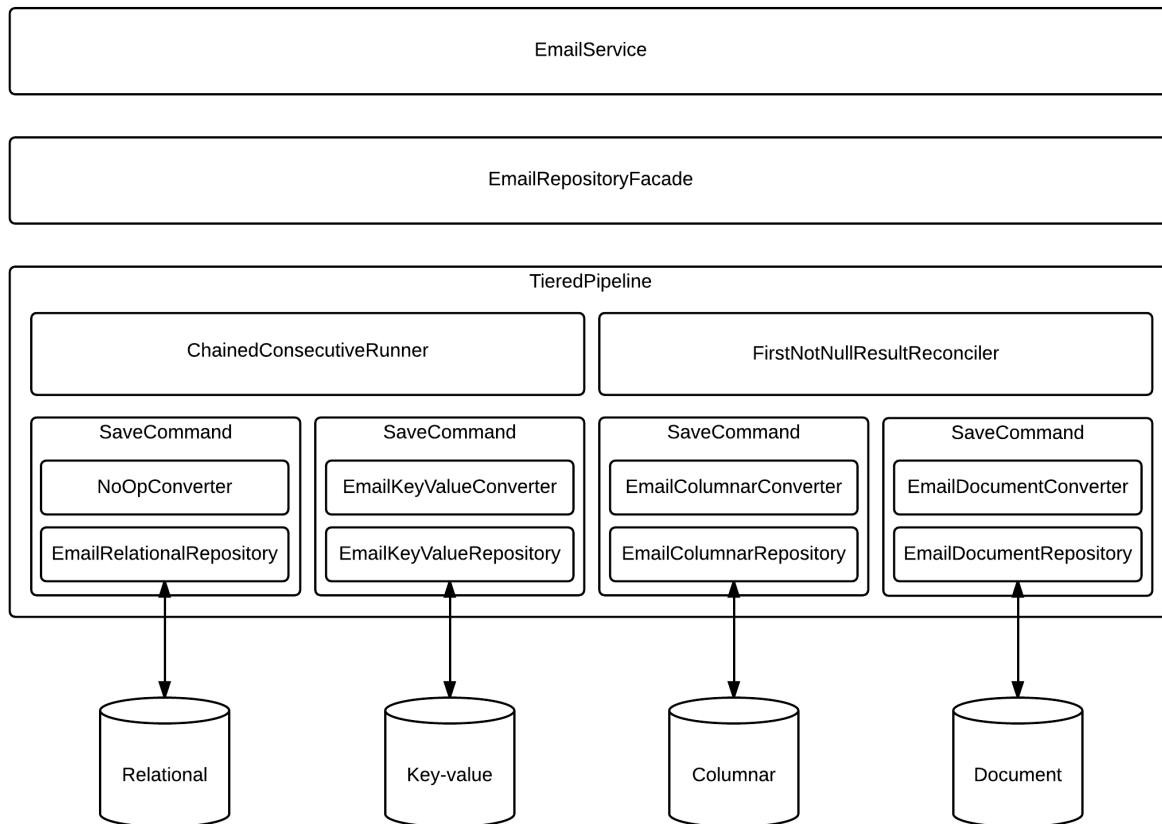 EmailService
EmailRepositoryFacade
TieredPipeline
ChainedConsecutiveRunner
FirstNotNullResultReconciler
SaveCommand
NoOpConverter
EmailRelationalRepository
SaveCommand
EmailKeyValueConverter
EmailKeyValueRepository
SaveCommand
EmailColumnarConverter
EmailColumnarRepository
SaveCommand
EmailDocumentConverter
EmailDocumentRepository
Relational
Key-value
Columnar
Document